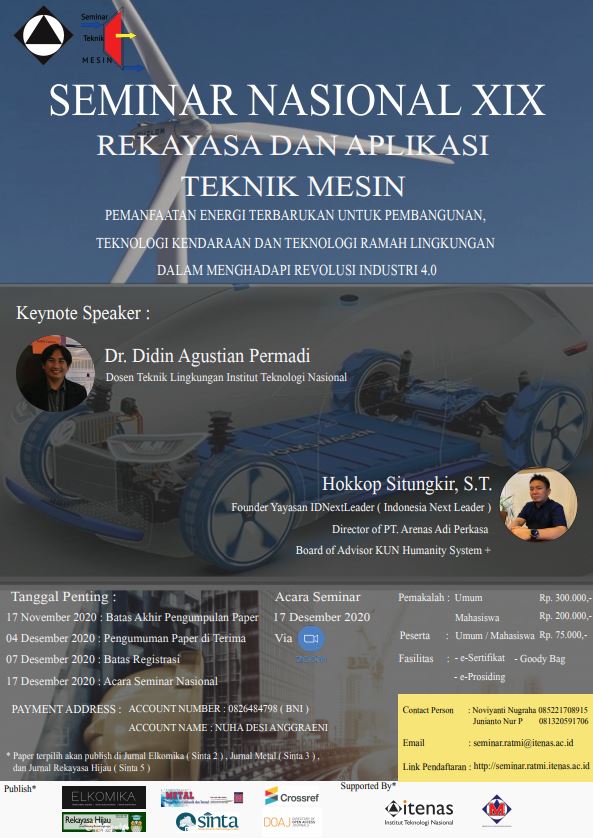 Seminar
Teknik
MESIN
SEMINAR NASIONAL XIX
REKAYASA DAN APLIKASI
TEKNIK MESIN
PEMANFAATAN ENERGI TERBARUKAN UNTUK PEMBANGUNAN,
TEKNOLOGI KENDARAAN DAN TEKNOLOGI RAMAH LINGKUNGAN
DALAM MENGHADAPI REVOLUSI INDUSTRI 4.0
Keynote Speaker :
Dr. Didin Agustian Permadi
Dosen Teknik Lingkungan Institut Teknologi Nasional
VOLKSWAGEN
Hokkop Situngkir, S.T.
Founder Yayasan IDNextLeader ( Indonesia Next Leader )
Director of PT. Arenas Adi Perkasa
Board of Advisor KUN Humanity System +
Tanggal Penting :
17 November 2020 : Batas Akhir Pengumpulan Paper
04 Desember 2020 : Pengumuman Paper di Terima
07 Desember 2020 : Batas Registrasi
17 Desember 2020 : Acara Seminar Nasional
Acara Seminar
17 Desember 2020
Via
zoom
Pemakalah : Umum Rp. 300.000,-
Mahasiswa Rp. 200.000,-
Peserta : Umum / Mahasiswa Rp. 75.000,-
Fasilitas : - e-Sertifikat - Goody Bag
- e-Prosiding
PAYMENT ADDRESS : ACCOUNT NUMBER : 0826484798 ( BNI )
ACCOUNT NAME : NUHA DESI ANGGRAENI
Contact Person : Noviyanti Nugraha 085221708915
Junianto Nur P 081320591706
Email : seminar.ratmi@itenas.ac.id
Link Pendaftaran : http://seminar.ratmi.itenas.ac.id
* Paper terpilih akan publish di Jurnal Elkomika ( Sinta 2 ) , Jurnal Metal ( Sinta 3 ) ,
dan Jurnal Rekayasa Hijau ( Sinta 5 )
Publish*
ELKOMIKA
METAL
Crossref
Rekayasa Hijau
sinta
DOAJ
Supported By*
itenas
Institut Teknologi Nasional